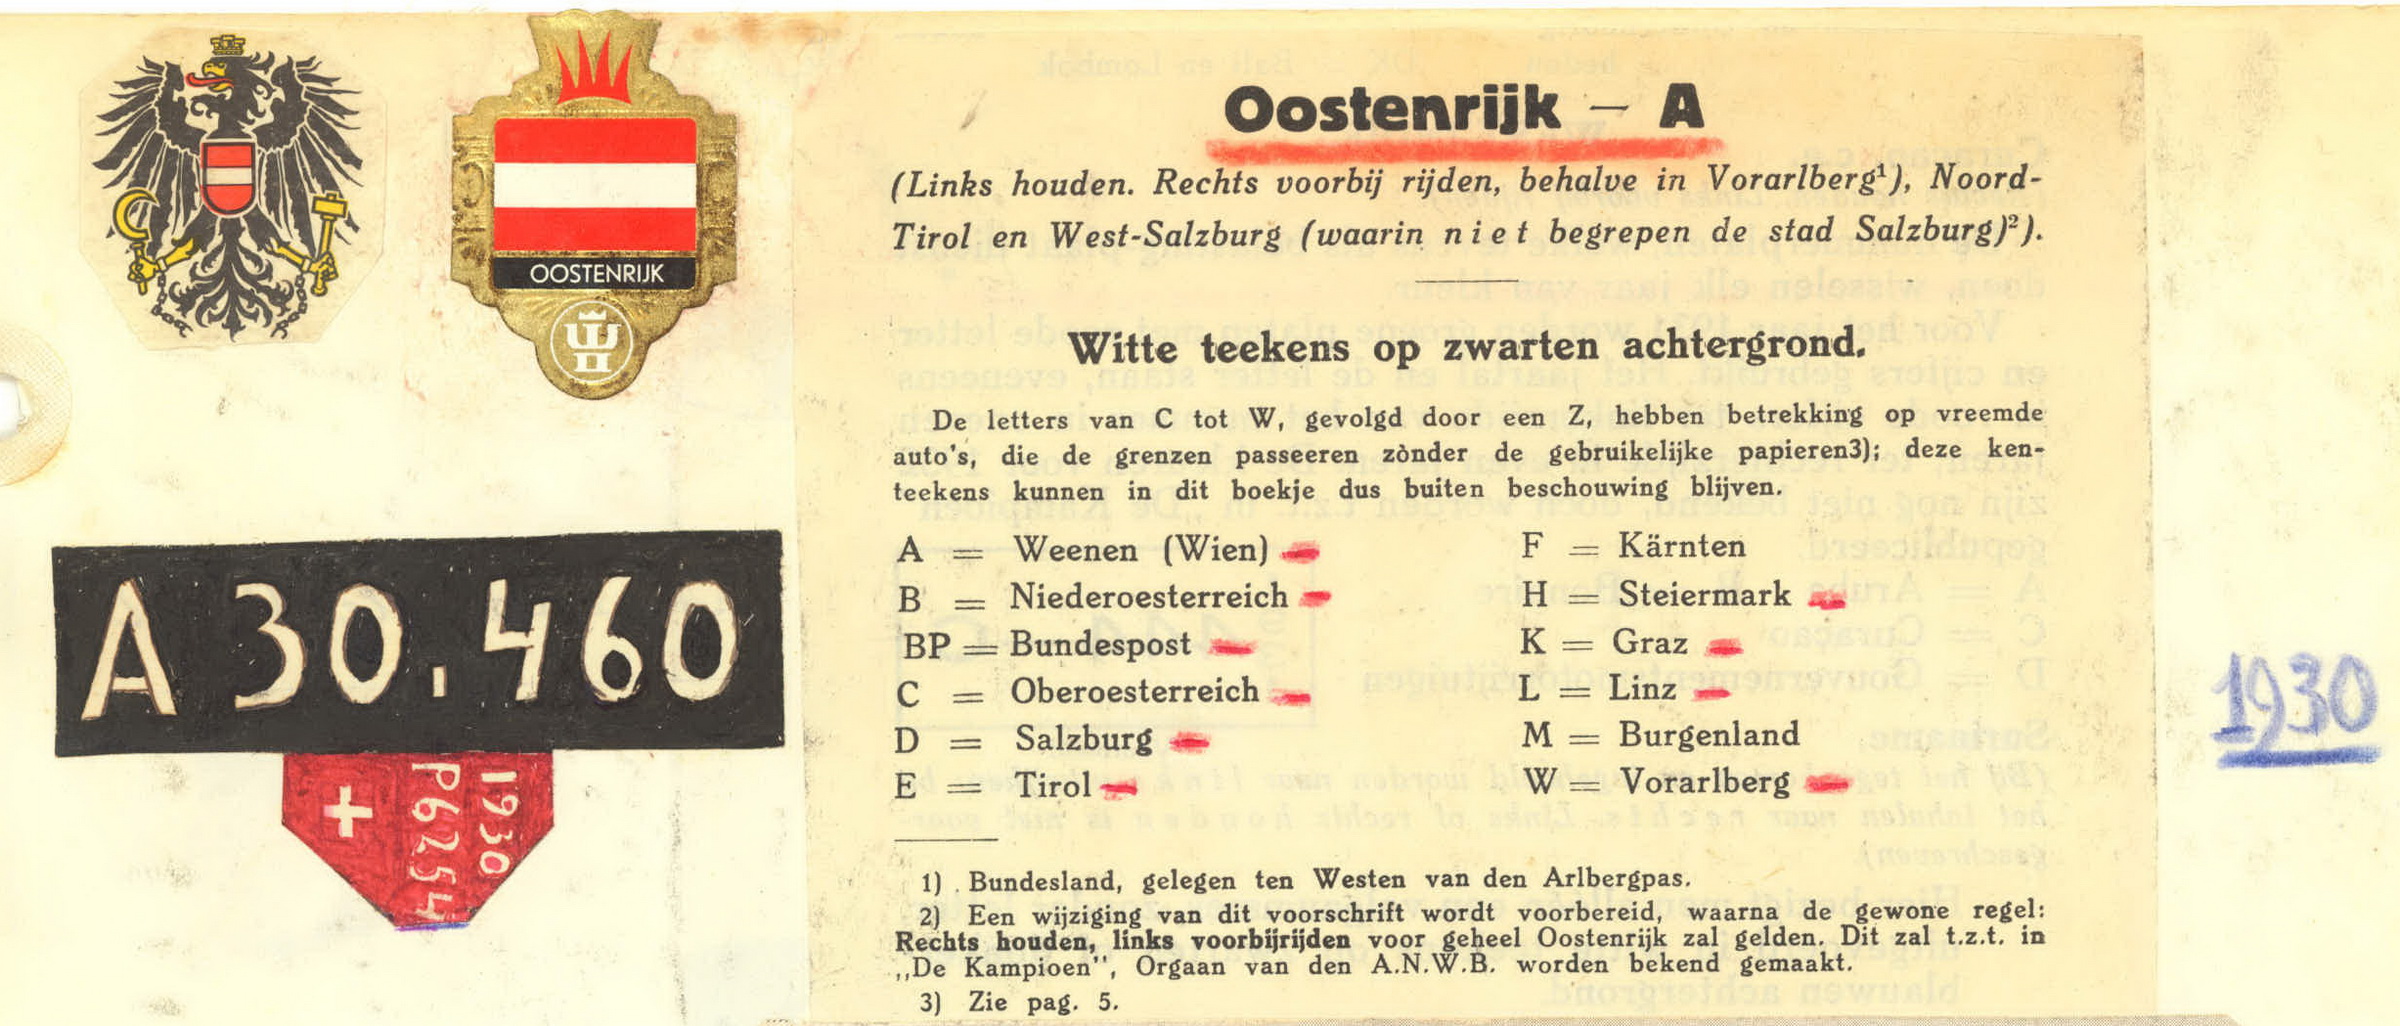 OOSTENRIJK
W
II
A 30.460
1930
P6254
Oostenrijk — A
(Links houden. Rechts voorbij rijden, behalve in Vorarlberg¹), Noord-
Tirol en West-Salzburg (waarin niet begrepen de stad Salzburg)²).
Witte teekens op zwarten achtergrond.
De letters van C tot W, gevolgd door een Z, hebben betrekking op vreemde
auto's, die de grenzen passeeren zònder de gebruikelijke papieren3); deze ken-
teekens kunnen in dit boekje dus buiten beschouwing blijven.
A = Weenen (Wien)
B = Niederoesterreich
BP = Bundespost
C = Oberoesterreich
D = Salzburg
E = Tirol
F = Kärnten
H = Steiermark
K = Graz
L = Linz
M = Burgenland
W = Vorarlberg
1) Bundesland, gelegen ten Westen van den Arlbergpas.
2) Een wijziging van dit voorschrift wordt voorbereid, waarna de gewone regel:
Rechts houden, links voorbijrijden voor geheel Oostenrijk zal gelden. Dit zal t.z.t. in
„De Kampioen", Orgaan van den A.N.W.B. worden bekend gemaakt.
3) Zie pag. 5.
1930